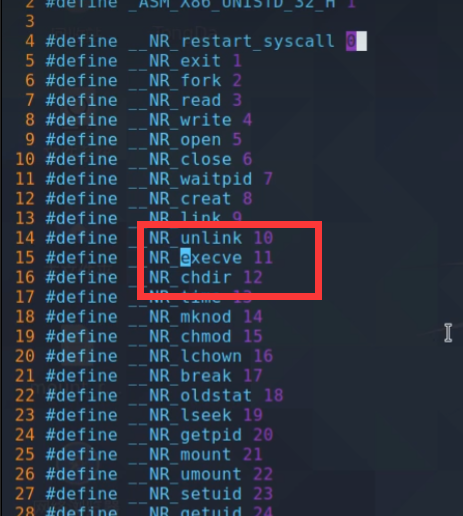 2 #define _ASM_X86_UNISTD_32_H 1
4 #define __NR_restart_syscall 0
5 #define __NR_exit 1
6 #define __NR_fork 2
7 #define __NR_read 3
8 #define __NR_write 4
9 #define __NR_open 5
10 #define __NR_close 6
11 #define __NR_waitpid 7
12 #define __NR_creat 8
13 #define __NR_link 9
14 #define __NR_unlink 10
15 #define __NR_execve 11
16 #define __NR_chdir 12
17 #define __NR_time 13
18 #define __NR_mknod 14
19 #define __NR_chmod 15
20 #define __NR_lchown 16
21 #define __NR_break 17
22 #define __NR_oldstat 18
23 #define __NR_lseek 19
24 #define __NR_getpid 20
25 #define __NR_mount 21
26 #define __NR_umount 22
27 #define __NR_setuid 23
28 #define __NR_getuid 24